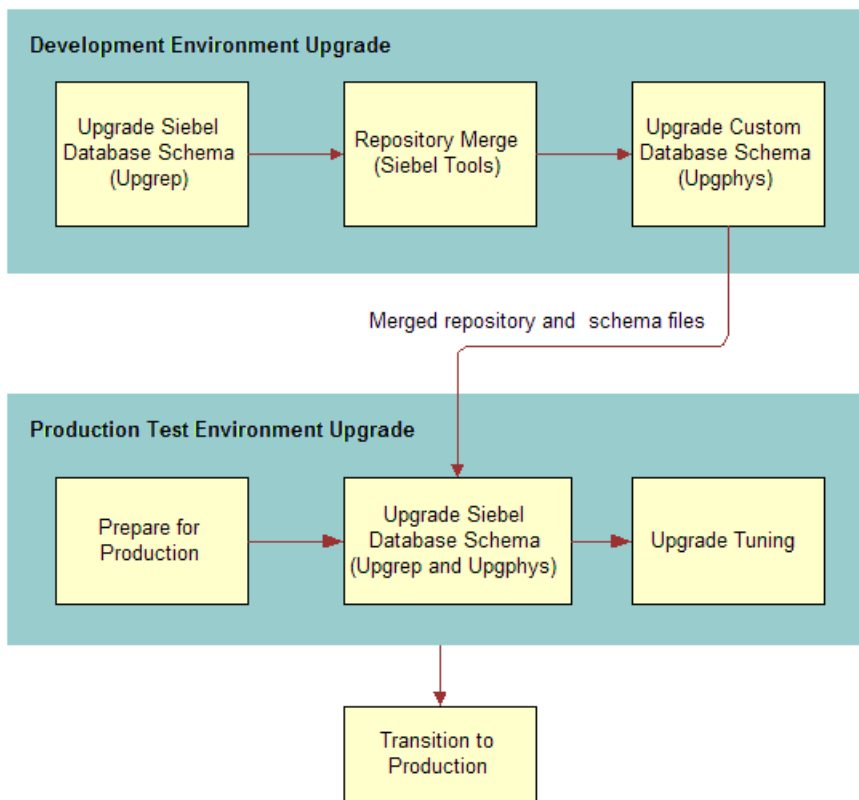 Development Environment Upgrade
Upgrade Siebel
Database Schema
(Upgrep)
Repository Merge
(Siebel Tools)
Upgrade Custom
Database Schema
(Upgphys)
Merged repository and schema files
Production Test Environment Upgrade
Prepare for
Production
Upgrade Siebel
Database Schema
(Upgrep and Upgphys)
Upgrade Tuning
Transition to
Production